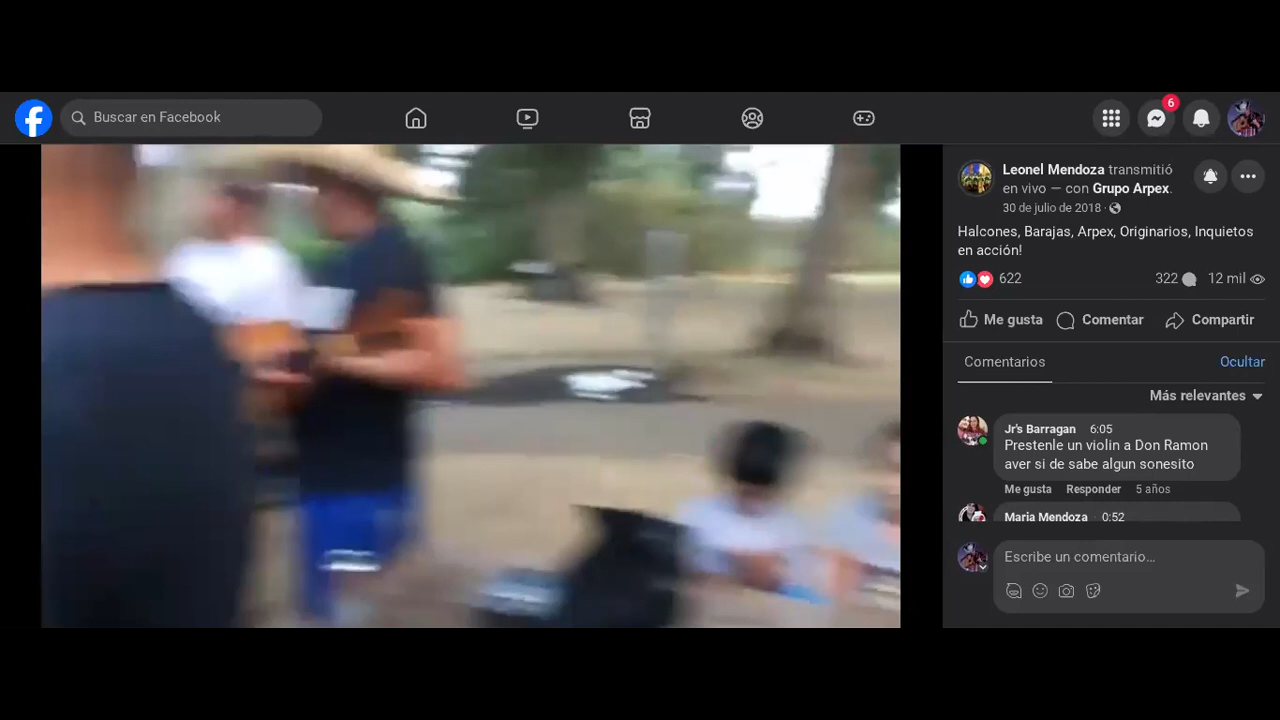 Buscar en Facebook
6
Leonel Mendoza transmitió
en vivo — con Grupo Arpex.
30 de julio de 2018 ·
Halcones, Barajas, Arpex, Originarios, Inquietos
en acción!
622
322
12 mil
Me gusta
Comentar
Compartir
Comentarios
Ocultar
Más relevantes
Jr's Barragan 6:05
Prestenle un violin a Don Ramon
aver si de sabe algun sonesito
Me gusta Responder 5 años
Maria Mendoza · 0:52
Escribe un comentario...